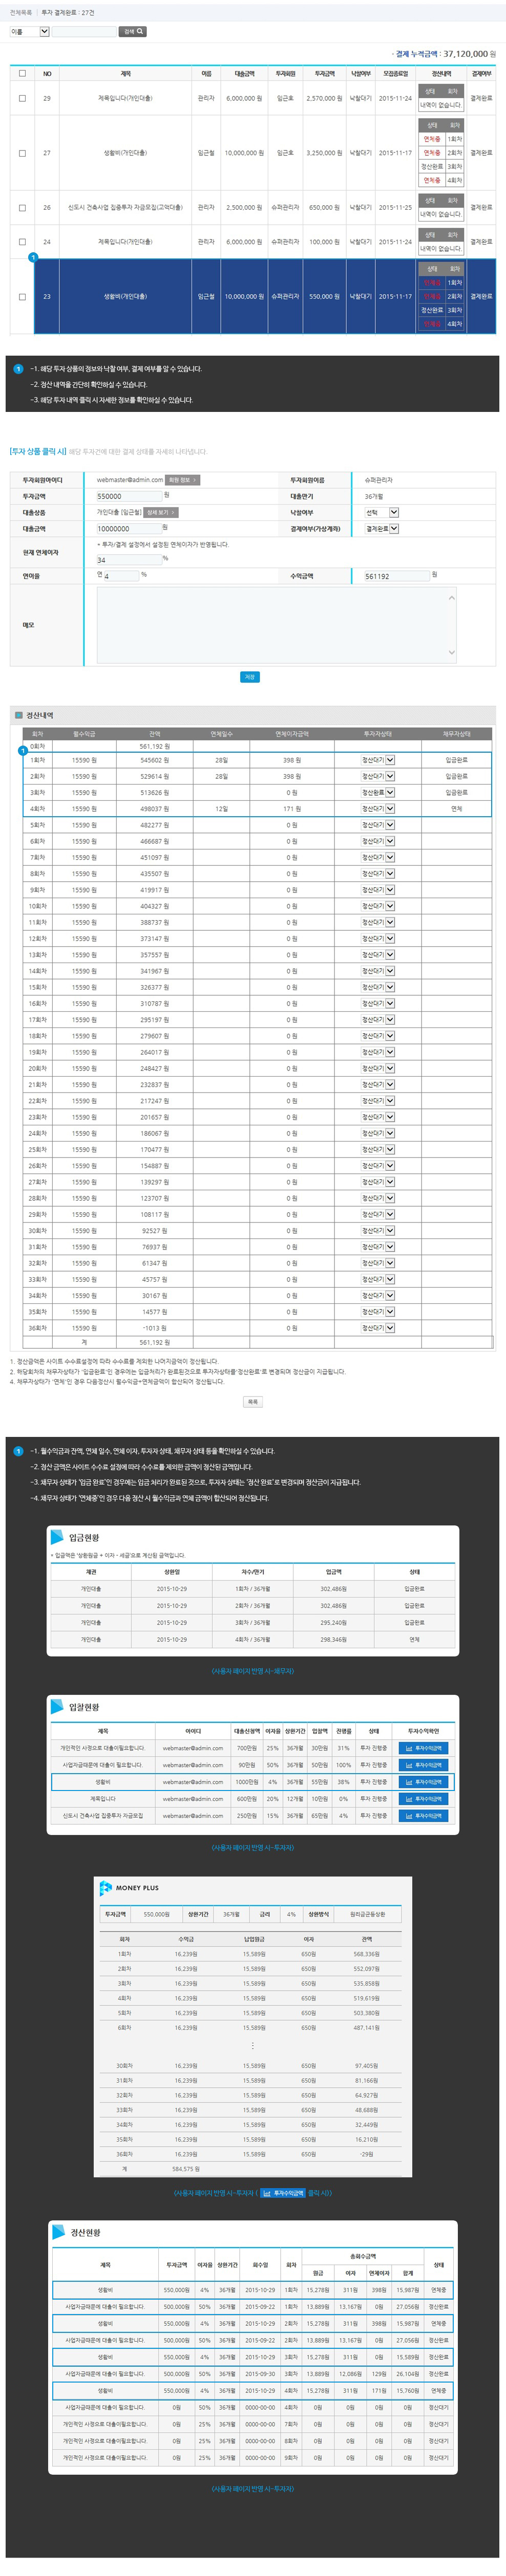 전체목록 | 투자 결제완료 : 27건
이름 검색
· 결제 누적금액 : 37,120,000 원
NO 제목 이름 대출금액 투자회원 투자금액 낙찰여부 모집종료일 정산내역 결제여부
29 제목입니다(개인대출) 관리자 6,000,000 원 임근호 2,570,000 원 낙찰대기 2015-11-24 상태 회차 내역이 없습니다. 결제완료
27 생활비(개인대출) 임근철 10,000,000 원 임근호 3,250,000 원 낙찰대기 2015-11-17 상태 회차 결제완료
연체중 1회차
연체중 2회차
정산완료 3회차
연체중 4회차
26 신도시 건축사업 집중투자 자금모집(고액대출) 관리자 2,500,000 원 슈퍼관리자 650,000 원 낙찰대기 2015-11-25 상태 회차 내역이 없습니다. 결제완료
24 제목입니다(개인대출) 관리자 6,000,000 원 슈퍼관리자 100,000 원 낙찰대기 2015-11-24 상태 회차 내역이 없습니다. 결제완료
1
23 생활비(개인대출) 임근철 10,000,000 원 슈퍼관리자 550,000 원 낙찰대기 2015-11-17 상태 회차 결제완료
연체중 1회차
연체중 2회차
정산완료 3회차
연체중 4회차
1 -1. 해당 투자 상품의 정보와 낙찰 여부, 결제 여부를 알 수 있습니다.
-2. 정산 내역을 간단히 확인하실 수 있습니다.
-3. 해당 투자 내역 클릭 시 자세한 정보를 확인하실 수 있습니다.
[투자 상품 클릭 시] 해당 투자건에 대한 결제 상태를 자세히 나타냅니다.
투자회원아이디 webmaster@admin.com 회원 정보 > 투자회원이름 슈퍼관리자
투자금액 550000 원 대출만기 36개월
대출상품 개인대출 [임근철] 상세 보기 > 낙찰여부 선택
대출금액 10000000 원 결제여부(가상계좌) 결제완료
현재 연체이자 * 투자/결제 설정에서 설정된 연체이자가 반영됩니다.
34 %
연이율 연 4 % 수익금액 561192 원
메모
저장
정산내역
회차 월수익금 잔액 연체일수 연체이자금액 투자자상태 채무자상태
0회차 561,192 원
1
1회차 15590 원 545602 원 28일 398 원 정산대기 입금완료
2회차 15590 원 529614 원 28일 398 원 정산대기 입금완료
3회차 15590 원 513626 원 0 원 정산완료 입금완료
4회차 15590 원 498037 원 12일 171 원 정산대기 연체
5회차 15590 원 482277 원 0 원 정산대기
6회차 15590 원 466687 원 0 원 정산대기
7회차 15590 원 451097 원 0 원 정산대기
8회차 15590 원 435507 원 0 원 정산대기
9회차 15590 원 419917 원 0 원 정산대기
10회차 15590 원 404327 원 0 원 정산대기
11회차 15590 원 388737 원 0 원 정산대기
12회차 15590 원 373147 원 0 원 정산대기
13회차 15590 원 357557 원 0 원 정산대기
14회차 15590 원 341967 원 0 원 정산대기
15회차 15590 원 326377 원 0 원 정산대기
16회차 15590 원 310787 원 0 원 정산대기
17회차 15590 원 295197 원 0 원 정산대기
18회차 15590 원 279607 원 0 원 정산대기
19회차 15590 원 264017 원 0 원 정산대기
20회차 15590 원 248427 원 0 원 정산대기
21회차 15590 원 232837 원 0 원 정산대기
22회차 15590 원 217247 원 0 원 정산대기
23회차 15590 원 201657 원 0 원 정산대기
24회차 15590 원 186067 원 0 원 정산대기
25회차 15590 원 170477 원 0 원 정산대기
26회차 15590 원 154887 원 0 원 정산대기
27회차 15590 원 139297 원 0 원 정산대기
28회차 15590 원 123707 원 0 원 정산대기
29회차 15590 원 108117 원 0 원 정산대기
30회차 15590 원 92527 원 0 원 정산대기
31회차 15590 원 76937 원 0 원 정산대기
32회차 15590 원 61347 원 0 원 정산대기
33회차 15590 원 45757 원 0 원 정산대기
34회차 15590 원 30167 원 0 원 정산대기
35회차 15590 원 14577 원 0 원 정산대기
36회차 15590 원 -1013 원 0 원 정산대기
계 561,192 원
1. 정산금액은 사이트 수수료설정에 따라 수수료를 제외한 나머지금액이 정산됩니다.
2. 해당회차의 채무자상태가 '입금완료'인 경우에는 입금처리가 완료된것으로 투자자상태를'정산완료'로 변경되며 정산금이 지급됩니다.
4. 채무자상태가 '연체'인 경우 다음정산시 월수익금+연체금액이 합산되어 정산됩니다.
목록
1 -1. 월수익금과 잔액, 연체 일수, 연체 이자, 투자자 상태, 채무자 상태 등을 확인하실 수 있습니다.
-2. 정산 금액은 사이트 수수료 설정에 따라 수수료를 제외한 금액이 정산된 금액입니다.
-3. 채무자 상태가 '입금 완료'인 경우에는 입금 처리가 완료된 것으로, 투자자 상태는 '정산 완료'로 변경되며 정산금이 지급됩니다.
-4. 채무자 상태가 '연체중'인 경우 다음 정산 시 월수익금과 연체 금액이 합산되어 정산됩니다.
입금현황
* 입금액은 '상환원금 + 이자 - 세금'으로 계산된 금액입니다.
채권 상환일 차수/만기 입금액 상태
개인대출 2015-10-29 1회차 / 36개월 302,486원 입금완료
개인대출 2015-10-29 2회차 / 36개월 302,486원 입금완료
개인대출 2015-10-29 3회차 / 36개월 295,240원 입금완료
개인대출 2015-10-29 4회차 / 36개월 298,346원 연체
(사용자 페이지 반영 시-채무자)
입찰현황
제목 아이디 대출신청액 이자율 상환기간 입찰액 진행률 상태 투자수익확인
개인적인 사정으로 대출이필요합니다. webmaster@admin.com 700만원 25% 36개월 30만원 31% 투자 진행중 투자수익금액
사업자금때문에 대출이 필요합니다. webmaster@admin.com 90만원 50% 36개월 50만원 100% 투자 진행중 투자수익금액
생활비 webmaster@admin.com 1000만원 4% 36개월 55만원 38% 투자 진행중 투자수익금액
제목입니다 webmaster@admin.com 600만원 20% 12개월 10만원 0% 투자 진행중 투자수익금액
신도시 건축사업 집중투자 자금모집 webmaster@admin.com 250만원 15% 36개월 65만원 4% 투자 진행중 투자수익금액
(사용자 페이지 반영 시-투자자)
MONEY PLUS
투자금액 550,000원 상환기간 36개월 금리 4% 상환방식 원리금균등상환
회차 수익금 납입원금 이자 잔액
1회차 16,239원 15,589원 650원 568,336원
2회차 16,239원 15,589원 650원 552,097원
3회차 16,239원 15,589원 650원 535,858원
4회차 16,239원 15,589원 650원 519,619원
5회차 16,239원 15,589원 650원 503,380원
6회차 16,239원 15,589원 650원 487,141원
⋮
30회차 16,239원 15,589원 650원 97,405원
31회차 16,239원 15,589원 650원 81,166원
32회차 16,239원 15,589원 650원 64,927원
33회차 16,239원 15,589원 650원 48,688원
34회차 16,239원 15,589원 650원 32,449원
35회차 16,239원 15,589원 650원 16,210원
36회차 16,239원 15,589원 650원 -29원
계 584,575 원
(사용자 페이지 반영 시-투자자 ( 투자수익금액 클릭 시))
정산현황
제목 투자금액 이자율 상환기간 회수일 회차 총회수금액 상태
원금 이자 연체이자 합계
생활비 550,000원 4% 36개월 2015-10-29 1회차 15,278원 311원 398원 15,987원 연체중
사업자금때문에 대출이 필요합니다. 500,000원 50% 36개월 2015-09-22 1회차 13,889원 13,167원 0원 27,056원 정산완료
생활비 550,000원 4% 36개월 2015-10-29 2회차 15,278원 311원 398원 15,987원 연체중
사업자금때문에 대출이 필요합니다. 500,000원 50% 36개월 2015-09-22 2회차 13,889원 13,167원 0원 27,056원 정산완료
생활비 550,000원 4% 36개월 2015-10-29 3회차 15,278원 311원 0원 15,589원 정산완료
사업자금때문에 대출이 필요합니다. 500,000원 50% 36개월 2015-09-30 3회차 13,889원 12,086원 129원 26,104원 정산완료
생활비 550,000원 4% 36개월 2015-10-29 4회차 15,278원 311원 171원 15,760원 연체중
사업자금때문에 대출이 필요합니다. 0원 50% 36개월 0000-00-00 4회차 0원 0원 0원 0원 정산대기
개인적인 사정으로 대출이필요합니다. 0원 25% 36개월 0000-00-00 7회차 0원 0원 0원 0원 정산대기
개인적인 사정으로 대출이필요합니다. 0원 25% 36개월 0000-00-00 8회차 0원 0원 0원 0원 정산대기
개인적인 사정으로 대출이필요합니다. 0원 25% 36개월 0000-00-00 9회차 0원 0원 0원 0원 정산대기
(사용자 페이지 반영 시-투자자)